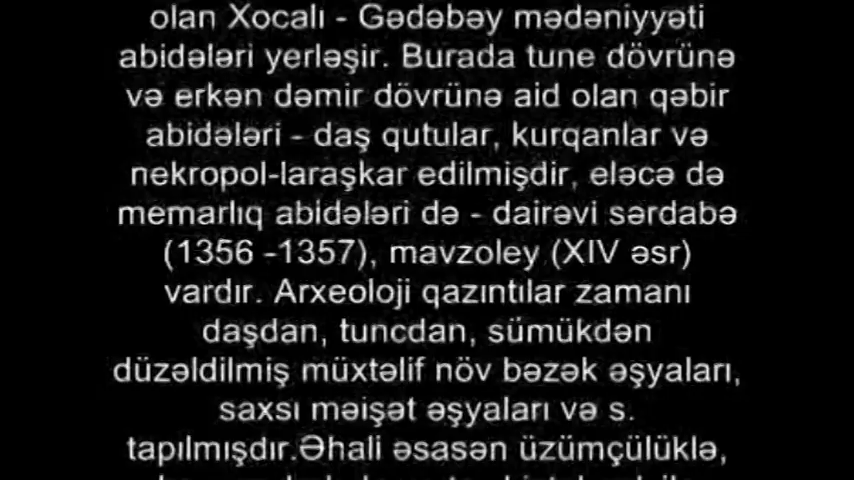 olan Xocalı - Gədəbəy mədəniyyəti
abidələri yerləşir. Burada tunc dövrünə
və erkən dəmir dövrünə aid olan qəbir
abidələri - daş qutular, kurqanlar və
nekropol-laraşkar edilmişdir, eləcə də
memarlıq abidələri də - dairəvi sərdabə
(1356 -1357), mavzoley (XIV əsr)
vardır. Arxeoloji qazıntılar zamanı
daşdan, tuncdan, sümükdən
düzəldilmiş müxtəlif növ bəzək əşyaları,
saxsı məişət əşyaları və s.
tapılmışdır.Əhali əsasən üzümçülüklə,